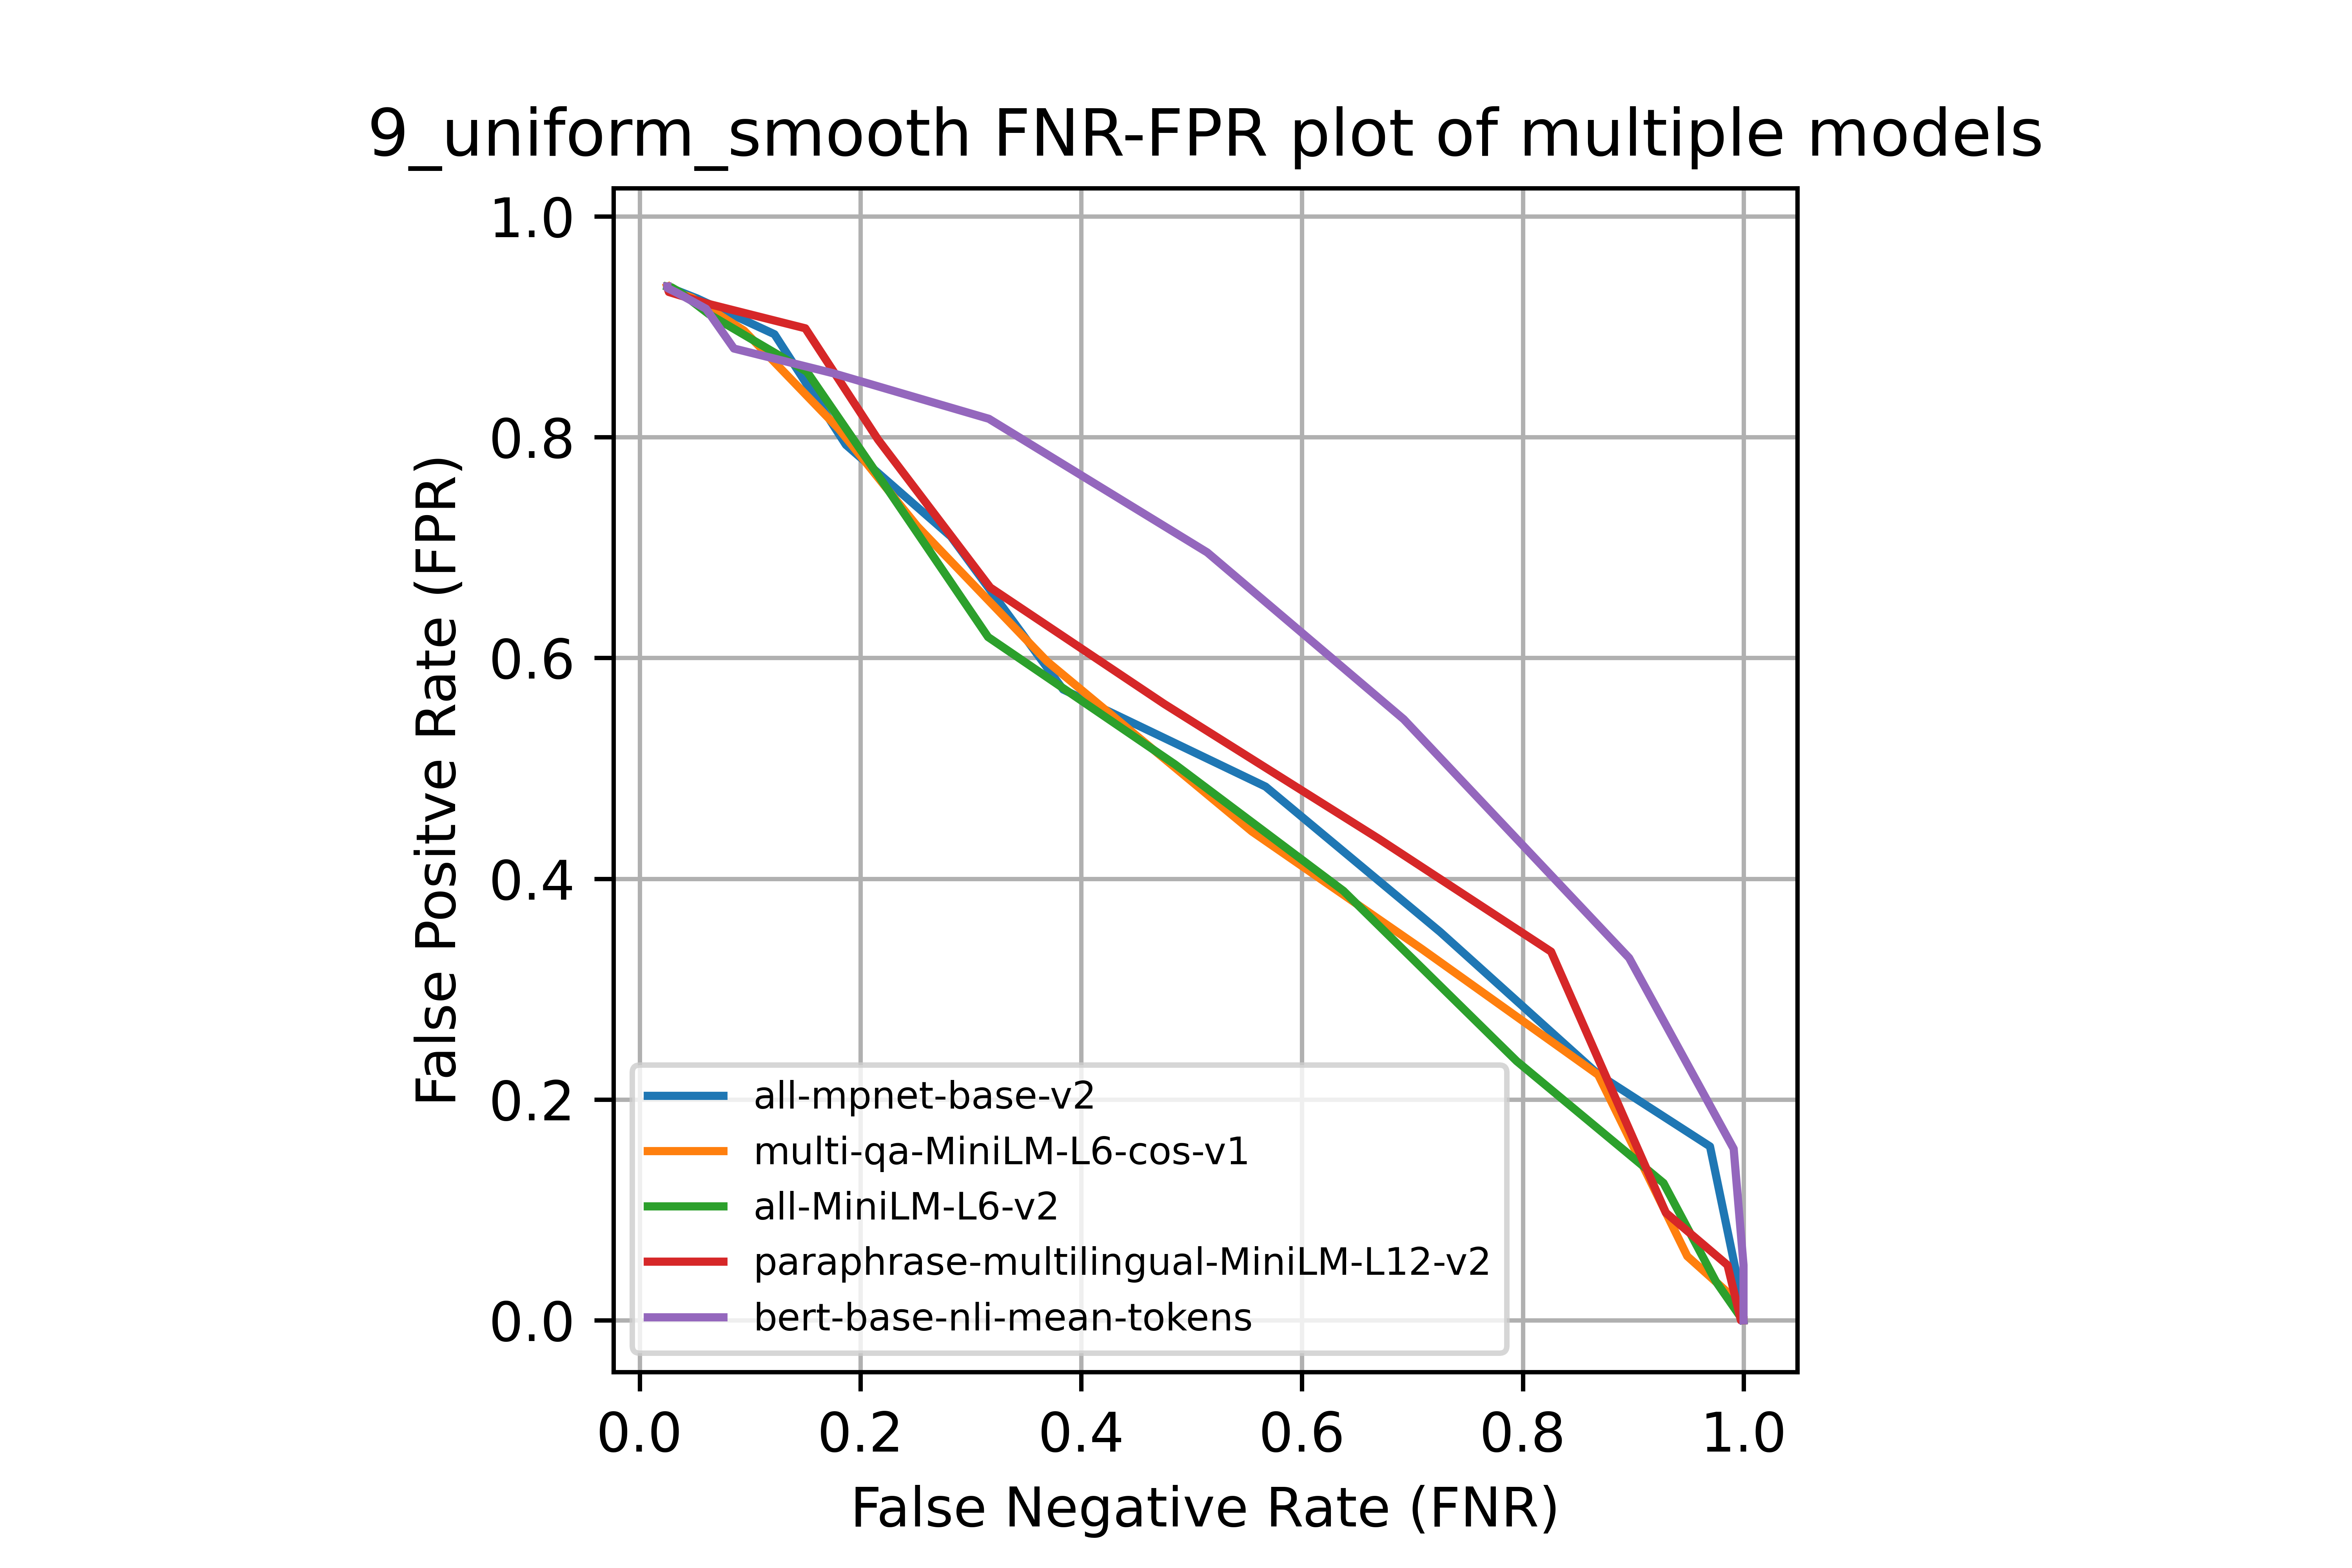 9_uniform_smooth FNR-FPR plot of multiple models
1.0
0.8
0.6
0.4
0.2
0.0
False Positve Rate (FPR)
all-mpnet-base-v2
multi-qa-MiniLM-L6-cos-v1
all-MiniLM-L6-v2
paraphrase-multilingual-MiniLM-L12-v2
bert-base-nli-mean-tokens
0.0 0.2 0.4 0.6 0.8 1.0
False Negative Rate (FNR)